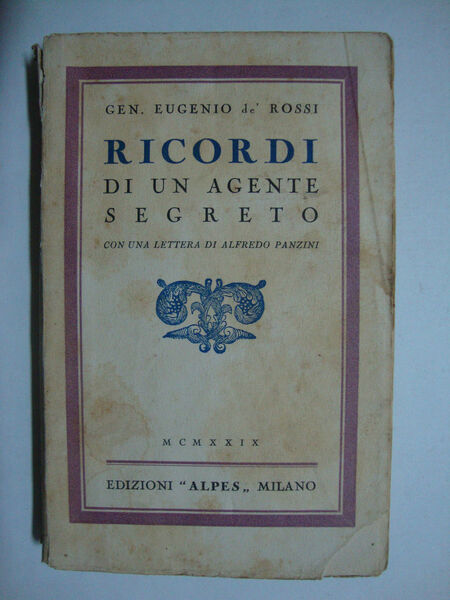 GEN. EUGENIO de' ROSSI
RICORDI
DI UN AGENTE
SEGRETO
CON UNA LETTERA DI ALFREDO PANZINI
MCMXXIX
EDIZIONI "ALPES„ MILANO